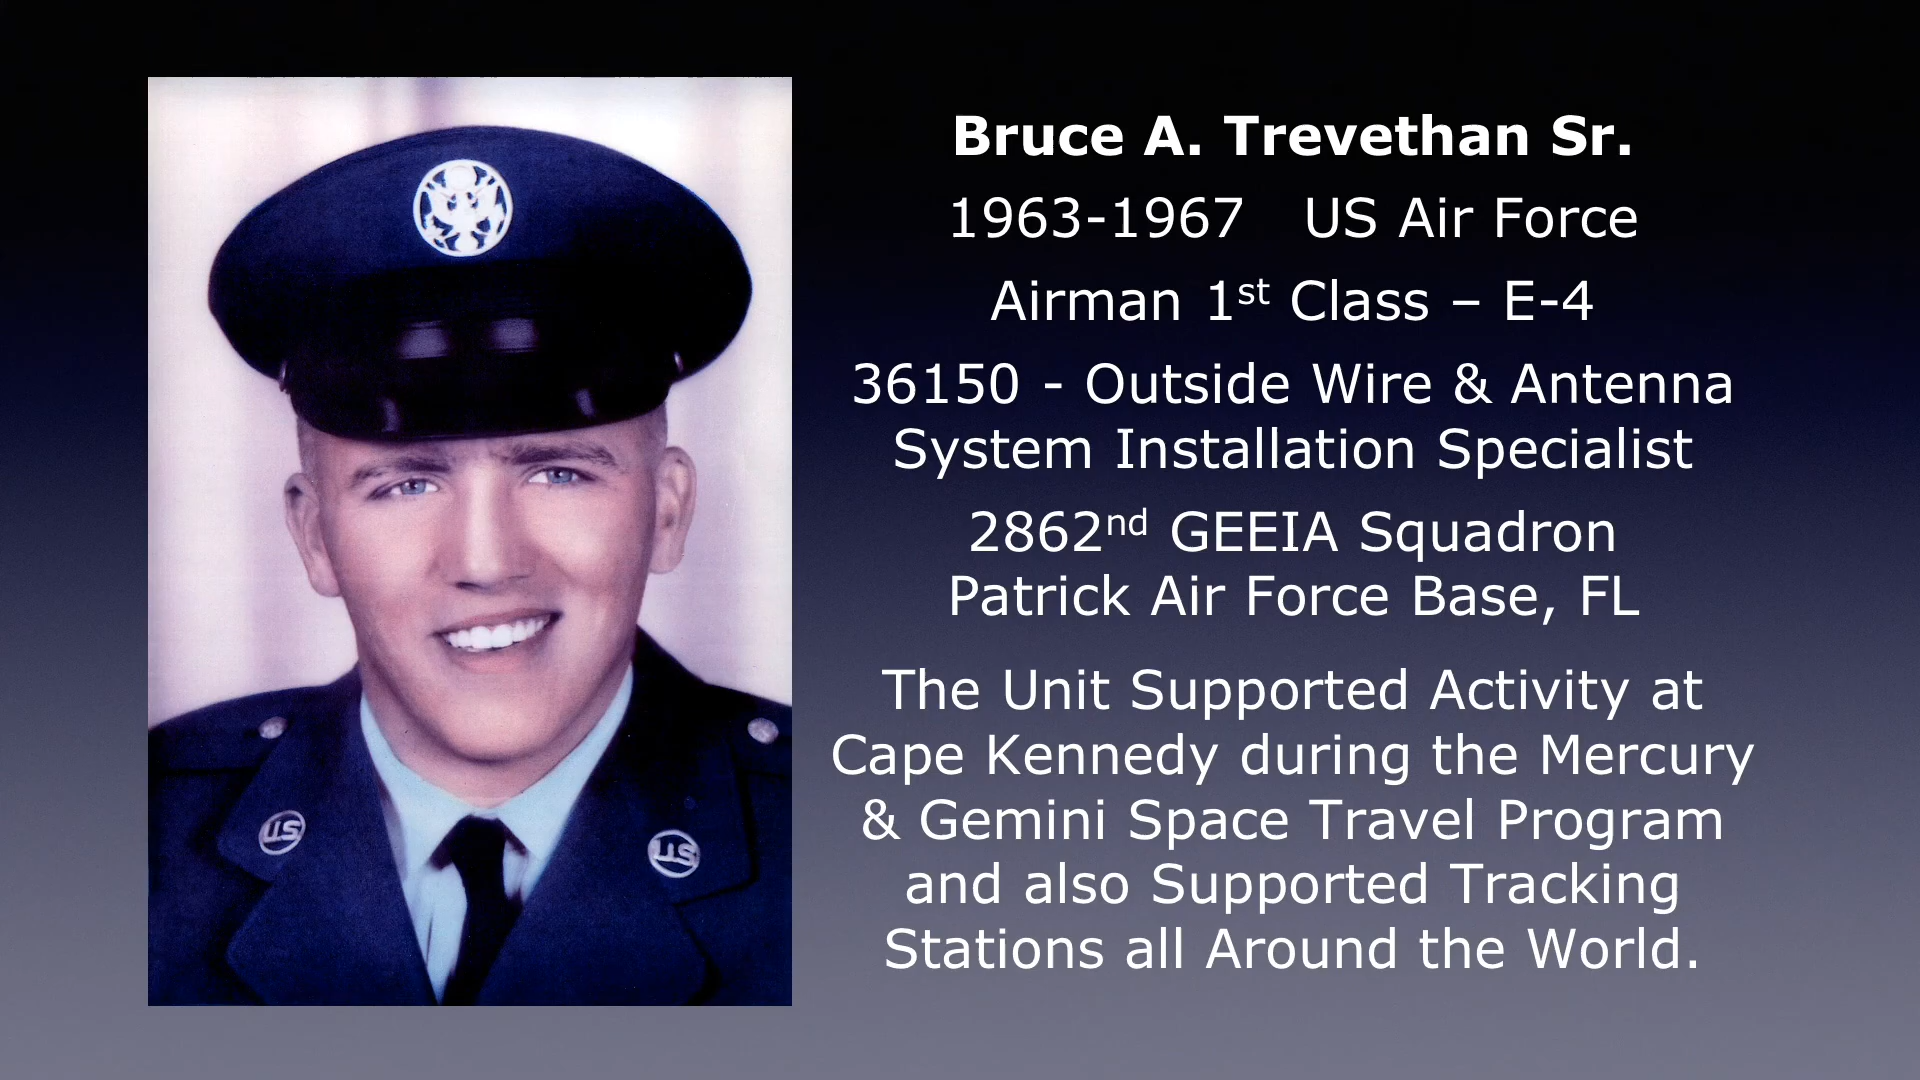 Bruce A. Trevethan Sr.
1963-1967 US Air Force
Airman 1st Class – E-4
36150 - Outside Wire & Antenna
System Installation Specialist
2862nd GEEIA Squadron
Patrick Air Force Base, FL
The Unit Supported Activity at
Cape Kennedy during the Mercury
& Gemini Space Travel Program
and also Supported Tracking
Stations all Around the World.
U.S
U.S